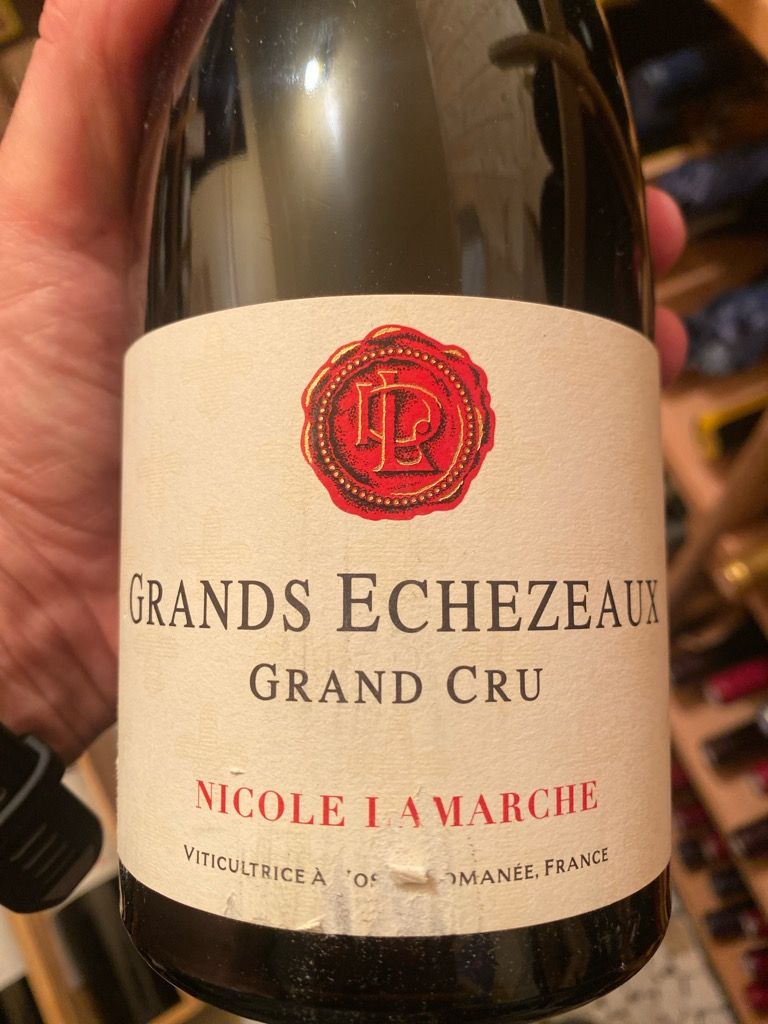 GRANDS ECHEZEAUX
GRAND CRU
NICOLE LAMARCHE
VITICULTRICE À FRANCE